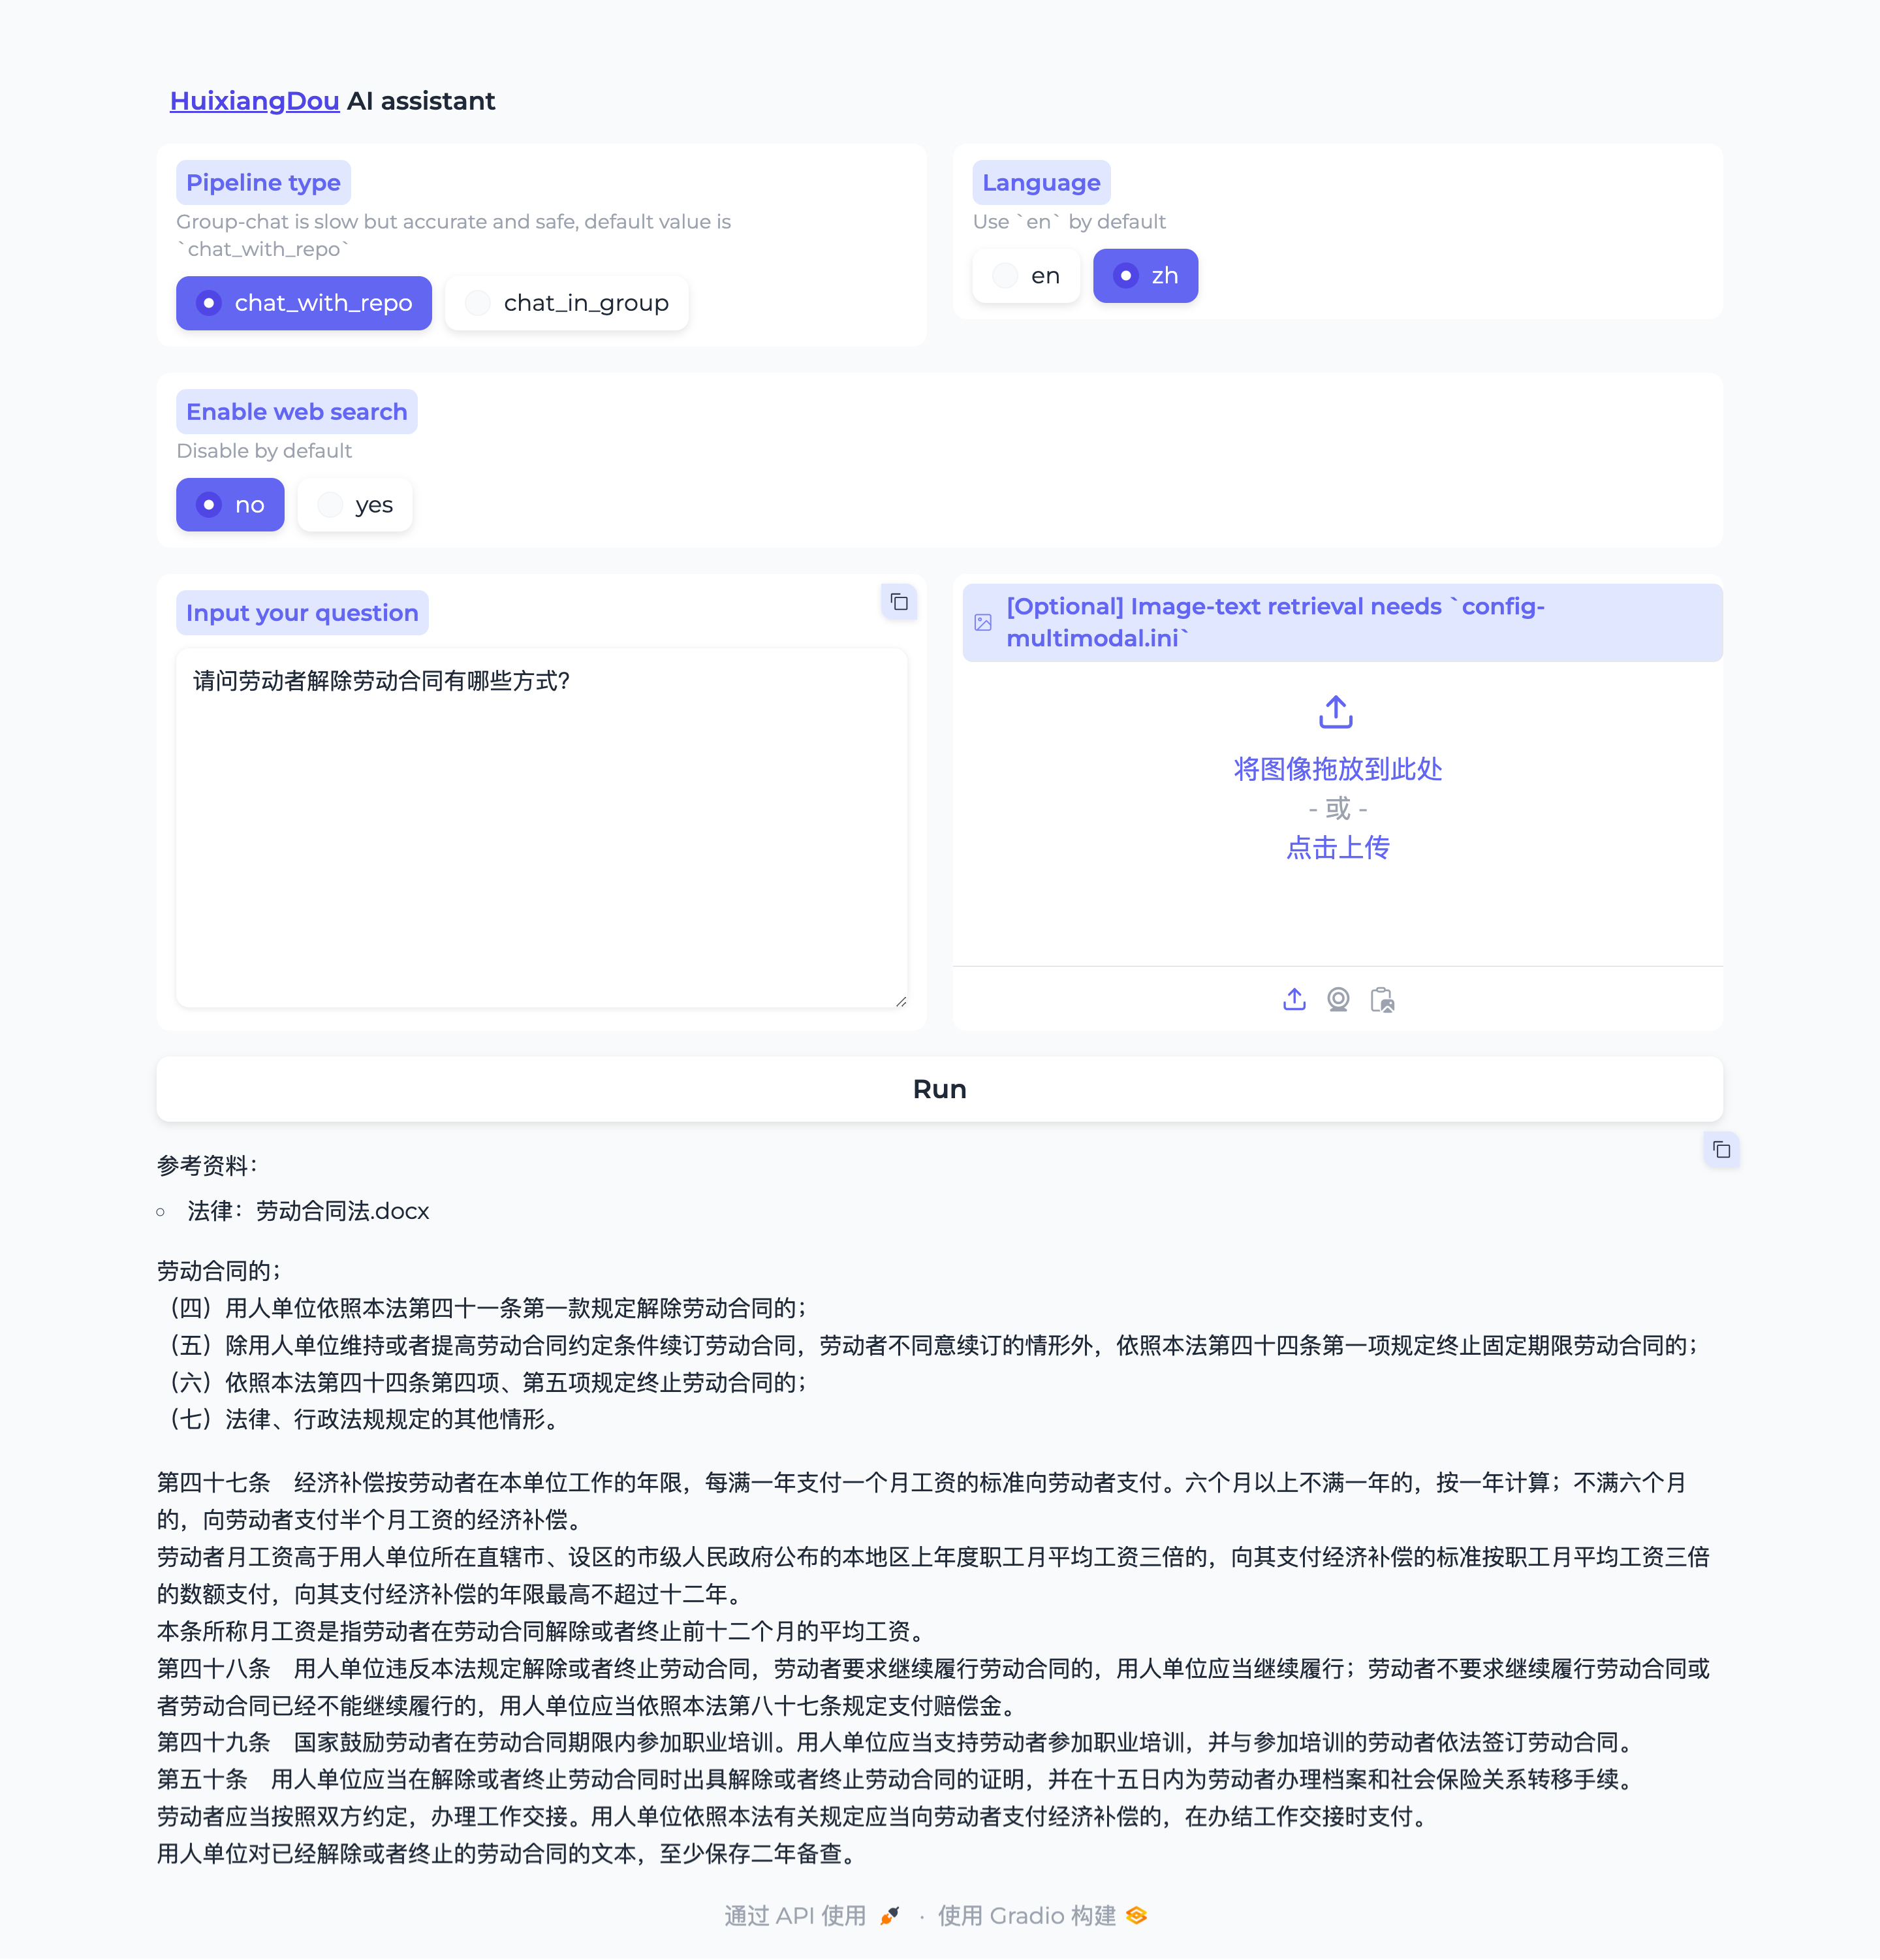 HuixiangDou AI assistant
Pipeline type
Group-chat is slow but accurate and safe, default value is
`chat_with_repo`
chat_with_repo
chat_in_group
Language
Use `en` by default
en
zh
Enable web search
Disable by default
no
yes
Input your question
请问劳动者解除劳动合同有哪些方式?
[Optional] Image-text retrieval needs `config-
multimodal.ini`
将图像拖放到此处
- 或 -
点击上传
Run
参考资料：
法律：劳动合同法.docx
劳动合同的；
（四）用人单位依照本法第四十一条第一款规定解除劳动合同的；
（五）除用人单位维持或者提高劳动合同约定条件续订劳动合同，劳动者不同意续订的情形外，依照本法第四十四条第一项规定终止固定期限劳动合同的；
（六）依照本法第四十四条第四项、第五项规定终止劳动合同的；
（七）法律、行政法规规定的其他情形。
第四十七条　经济补偿按劳动者在本单位工作的年限，每满一年支付一个月工资的标准向劳动者支付。六个月以上不满一年的，按一年计算；不满六个月
的，向劳动者支付半个月工资的经济补偿。
劳动者月工资高于用人单位所在直辖市、设区的市级人民政府公布的本地区上年度职工月平均工资三倍的，向其支付经济补偿的标准按职工月平均工资三倍
的数额支付，向其支付经济补偿的年限最高不超过十二年。
本条所称月工资是指劳动者在劳动合同解除或者终止前十二个月的平均工资。
第四十八条　用人单位违反本法规定解除或者终止劳动合同，劳动者要求继续履行劳动合同的，用人单位应当继续履行；劳动者不要求继续履行劳动合同或
者劳动合同已经不能继续履行的，用人单位应当依照本法第八十七条规定支付赔偿金。
第四十九条　国家鼓励劳动者在劳动合同期限内参加职业培训。用人单位应当支持劳动者参加职业培训，并与参加培训的劳动者依法签订劳动合同。
第五十条　用人单位应当在解除或者终止劳动合同时出具解除或者终止劳动合同的证明，并在十五日内为劳动者办理档案和社会保险关系转移手续。
劳动者应当按照双方约定，办理工作交接。用人单位依照本法有关规定应当向劳动者支付经济补偿的，在办结工作交接时支付。
用人单位对已经解除或者终止的劳动合同的文本，至少保存二年备查。
通过 API 使用 · 使用 Gradio 构建